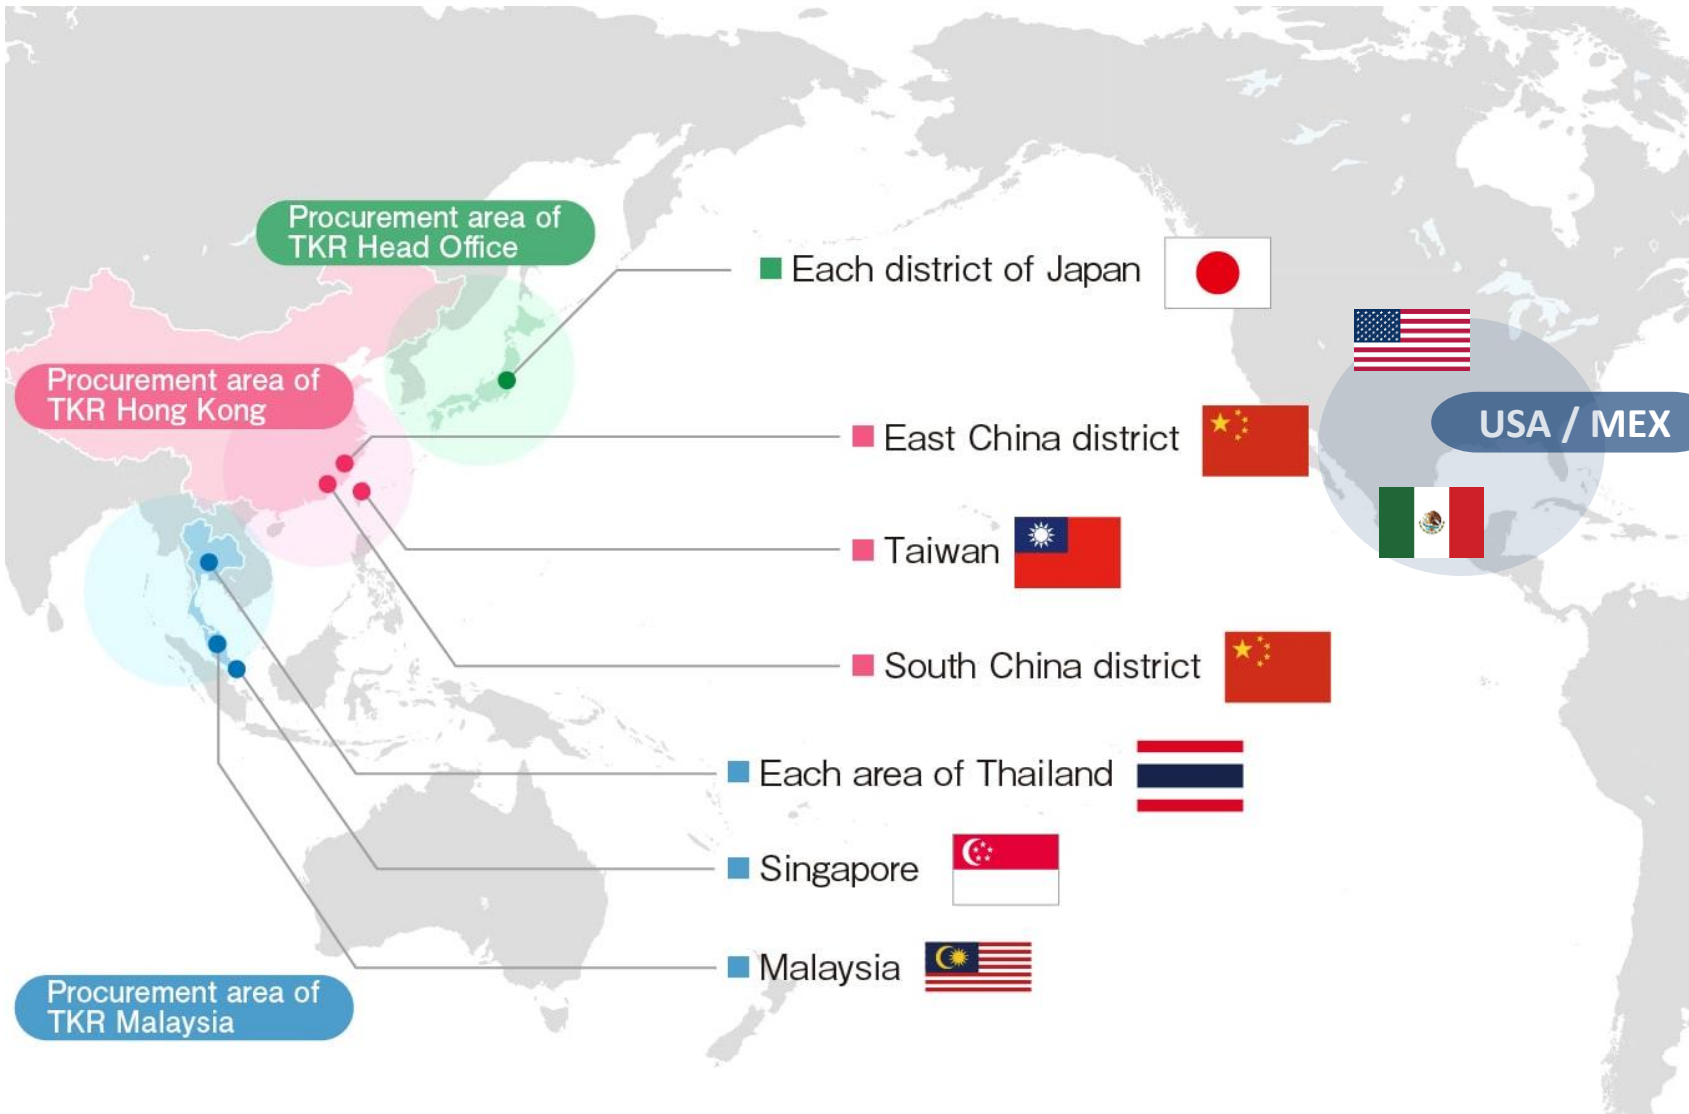 Procurement area of
TKR Head Office
Each district of Japan
Procurement area of
TKR Hong Kong
USA / MEX
East China district
Taiwan
South China district
Each area of Thailand
Singapore
Malaysia
Procurement area of
TKR Malaysia